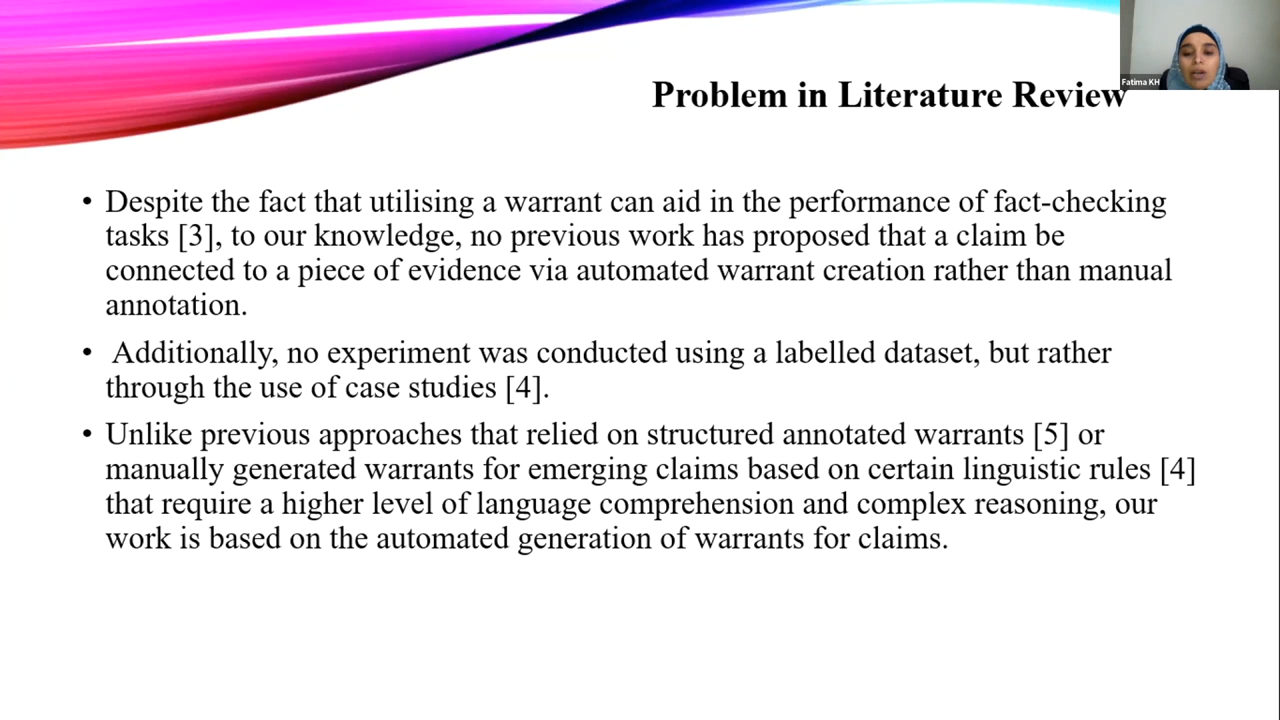 Fatima KH
Problem in Literature Review
• Despite the fact that utilising a warrant can aid in the performance of fact-checking
tasks [3], to our knowledge, no previous work has proposed that a claim be
connected to a piece of evidence via automated warrant creation rather than manual
annotation.
• Additionally, no experiment was conducted using a labelled dataset, but rather
through the use of case studies [4].
• Unlike previous approaches that relied on structured annotated warrants [5] or
manually generated warrants for emerging claims based on certain linguistic rules [4]
that require a higher level of language comprehension and complex reasoning, our
work is based on the automated generation of warrants for claims.